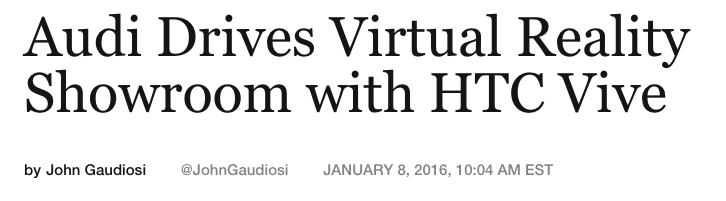 Audi Drives Virtual Reality
Showroom with HTC Vive
by John Gaudiosi @JohnGaudiosi JANUARY 8, 2016, 10:04 AM EST